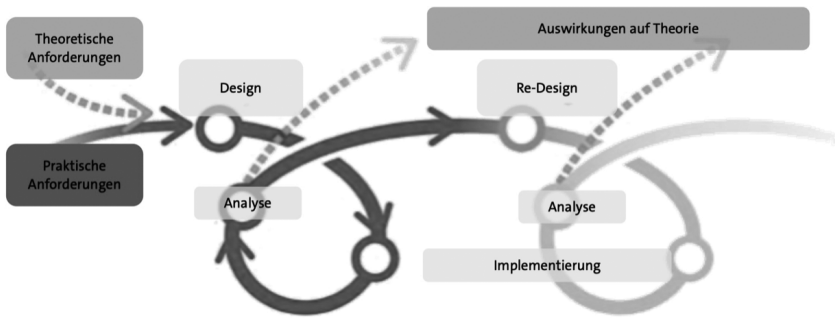 Theoretische
Anforderungen
Auswirkungen auf Theorie
Design
Re-Design
Praktische
Anforderungen
Analyse
Analyse
Implementierung